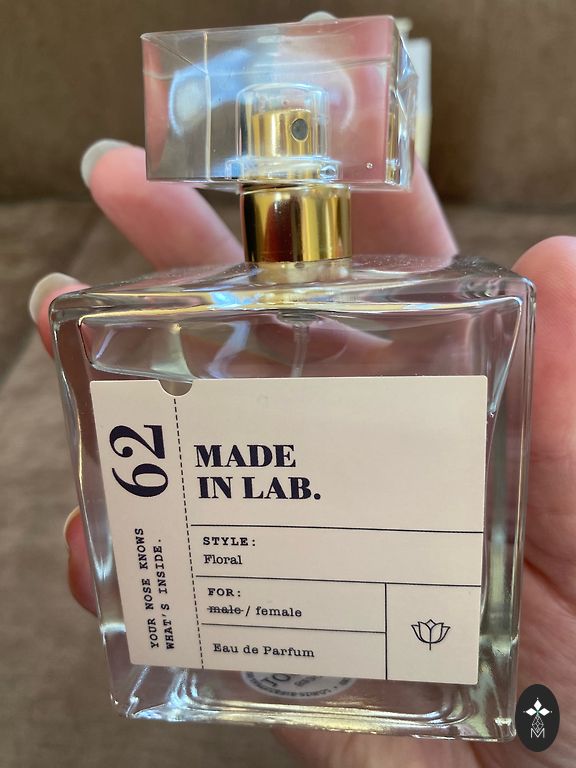 62
YOUR NOSE KNOWS
WHAT'S INSIDE.
MADE
IN LAB.
STYLE:
Floral
FOR:
male / female
Eau de Parfum